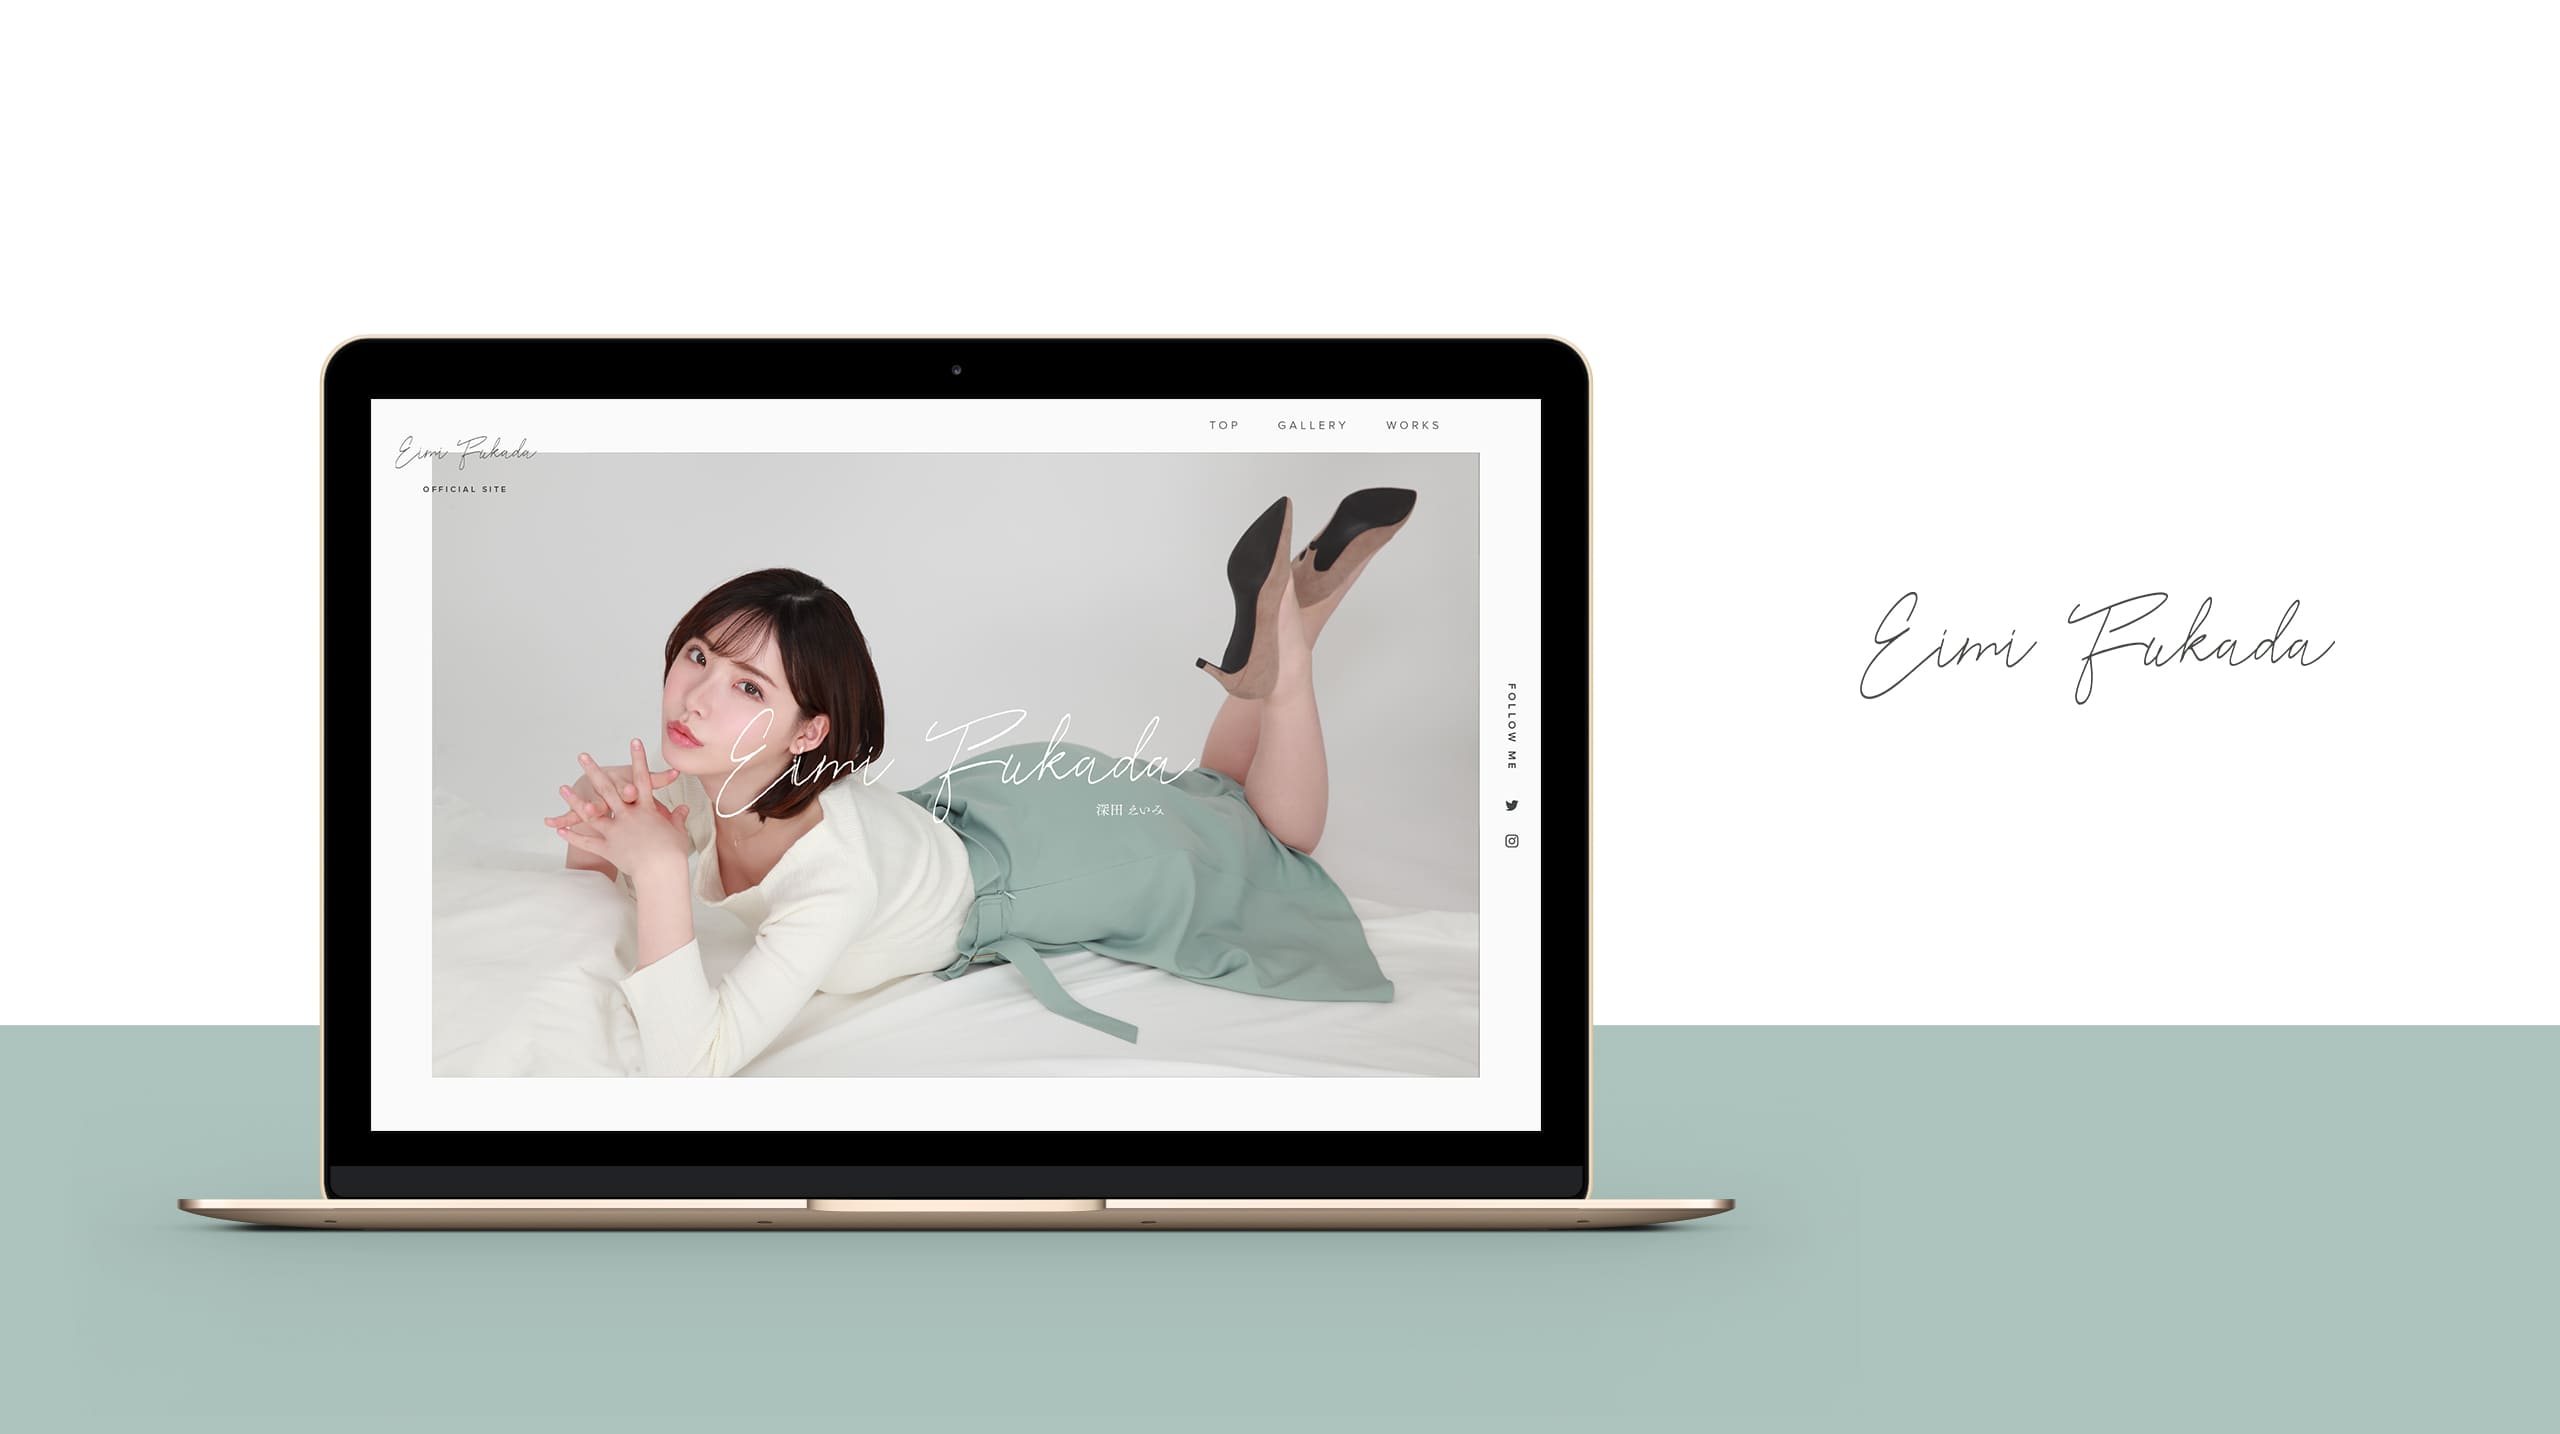 TOP GALLERY WORKS
Eimi Fukada
OFFICIAL SITE
Eimi Fukada
深田 えいみ
FOLLOW ME
Eimi Fukada